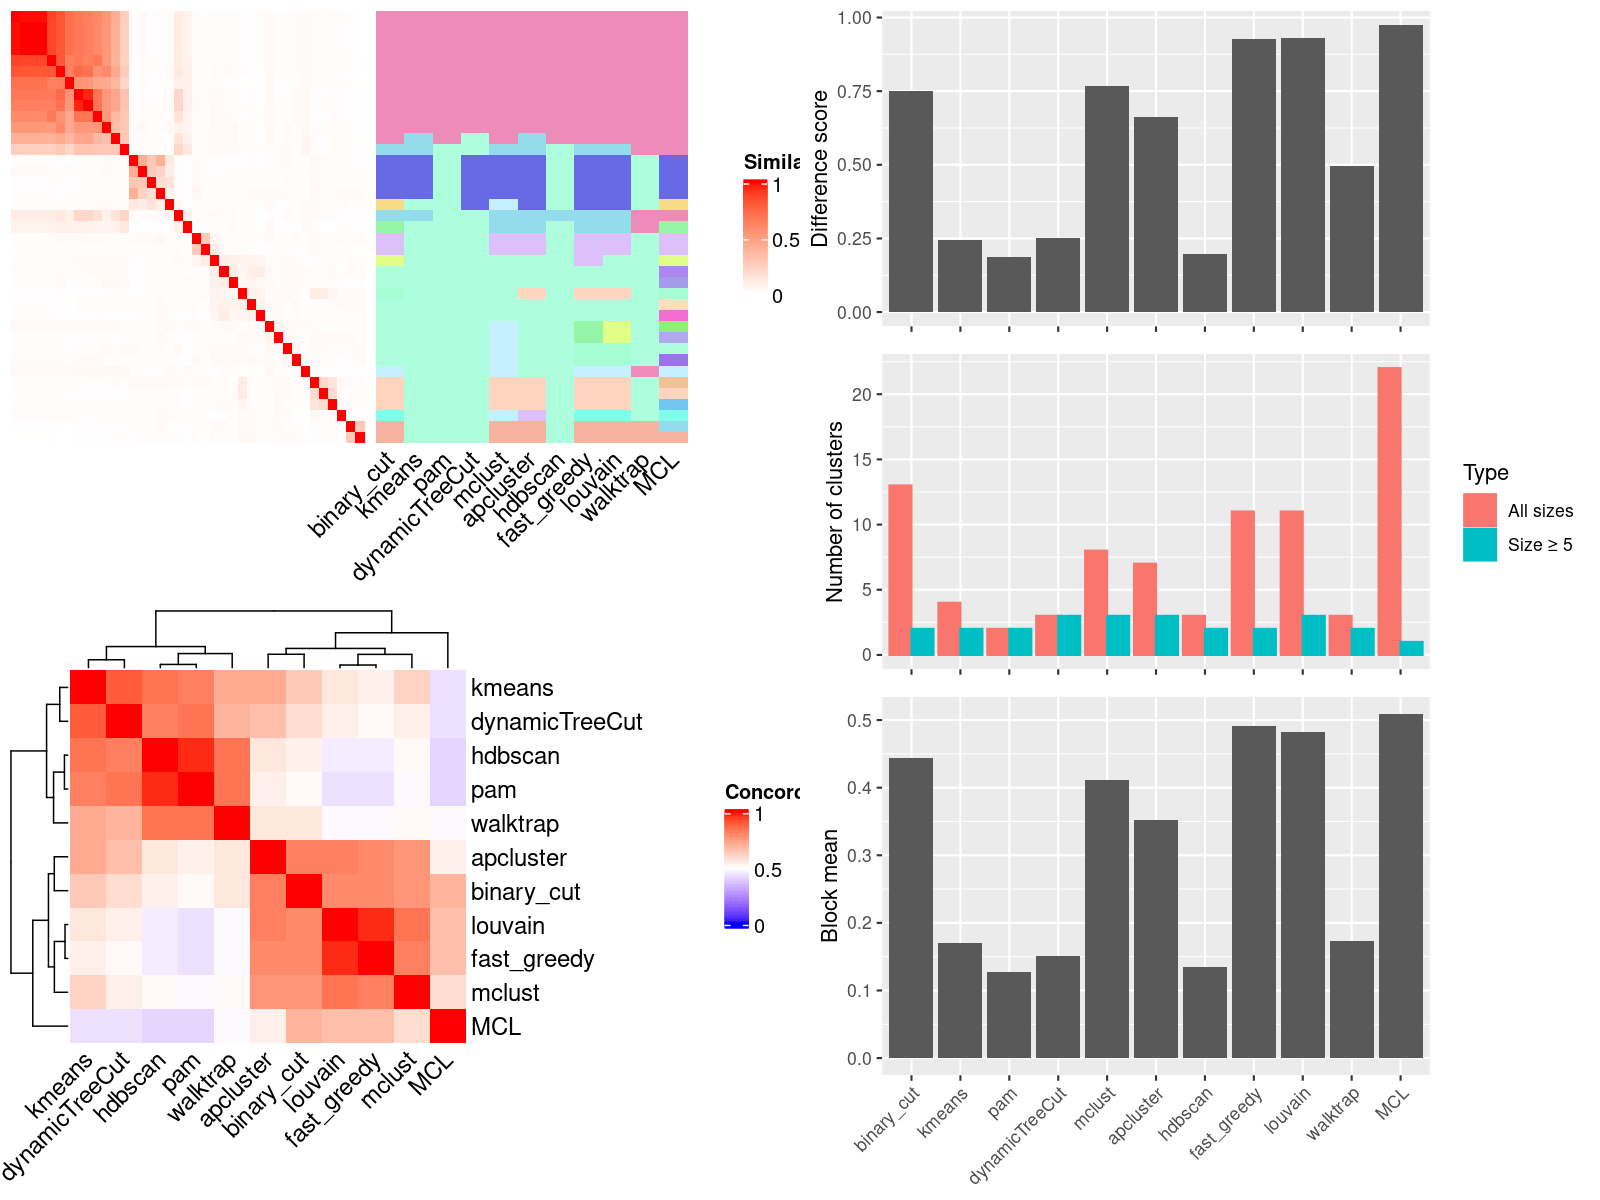 Simila
1
0.5
0
binary_cut
kmeans
pam
dynamicTreeCut
mclust
apcluster
hdbscan
fast_greedy
louvain
walktrap
MCL
Difference score
1.00
0.75
0.50
0.25
0.00
Number of clusters
20
15
10
5
0
Type
All sizes
Size ≥ 5
kmeans
dynamicTreeCut
hdbscan
pam
walktrap
apcluster
binary_cut
louvain
fast_greedy
mclust
MCL
kmeans
dynamicTreeCut
hdbscan
pam
walktrap
apcluster
binary_cut
louvain
fast_greedy
mclust
MCL
Concord
1
0.5
0
Block mean
0.5
0.4
0.3
0.2
0.1
0.0
binary_cut
kmeans
pam
dynamicTreeCut
mclust
apcluster
hdbscan
fast_greedy
louvain
walktrap
MCL